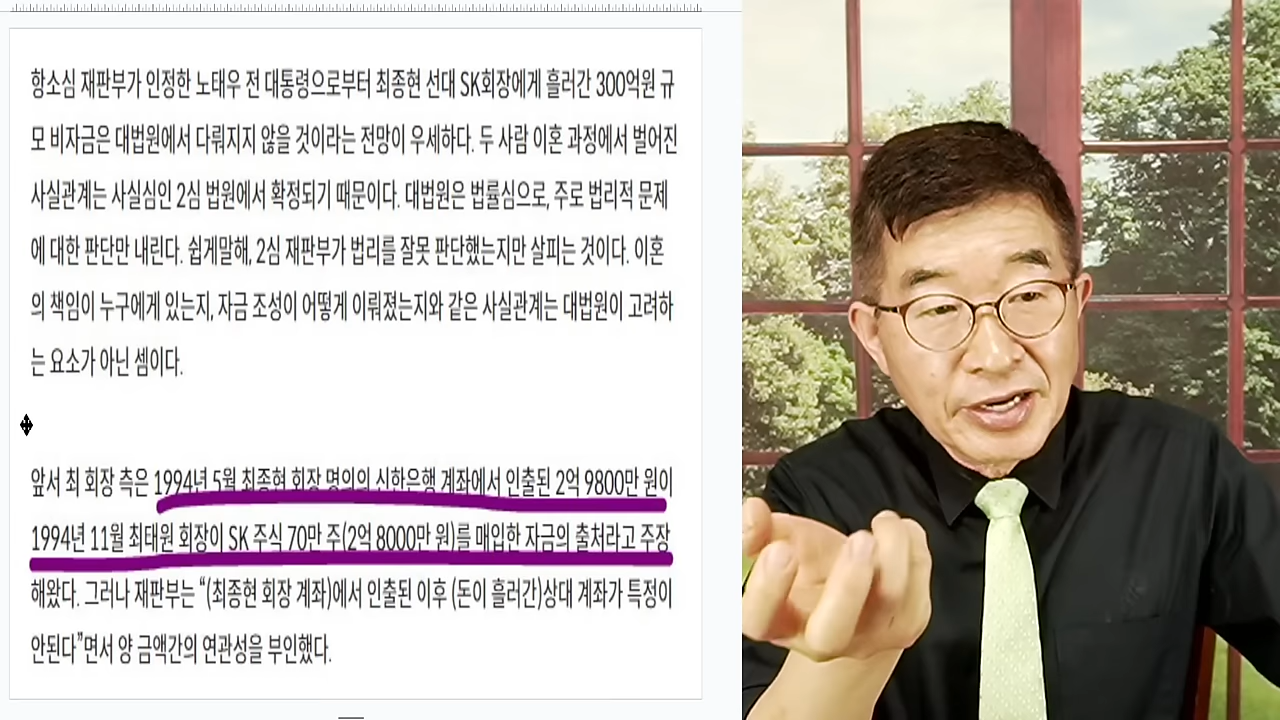 항소심 재판부가 인정한 노태우 전 대통령으로부터 최종현 선대 SK회장에게 흘러간 300억원 규
모 비자금은 대법원에서 다뤄지지 않을 것이라는 전망이 우세하다. 두 사람 이혼 과정에서 벌어진
사실관계는 사실심인 2심 법원에서 확정되기 때문이다. 대법원은 법률심으로, 주로 법리적 문제
에 대한 판단만 내린다. 쉽게말해, 2심 재판부가 법리를 잘못 판단했는지만 살피는 것이다. 이혼
의 책임이 누구에게 있는지, 자금 조성이 어떻게 이뤄졌는지와 같은 사실관계는 대법원이 고려하
는 요소가 아닌 셈이다.
앞서 최 회장 측은 1994년 5월 최종현 회장 명의의 신한은행 계좌에서 인출된 2억 9800만 원이
1994년 11월 최태원 회장이 SK 주식 70만 주(2억 8000만 원)를 매입한 자금의 출처라고 주장
해왔다. 그러나 재판부는 “(최종현 회장 계좌)에서 인출된 이후 (돈이 흘러간)상대 계좌가 특정이
안된다”면서 양 금액간의 연관성을 부인했다.